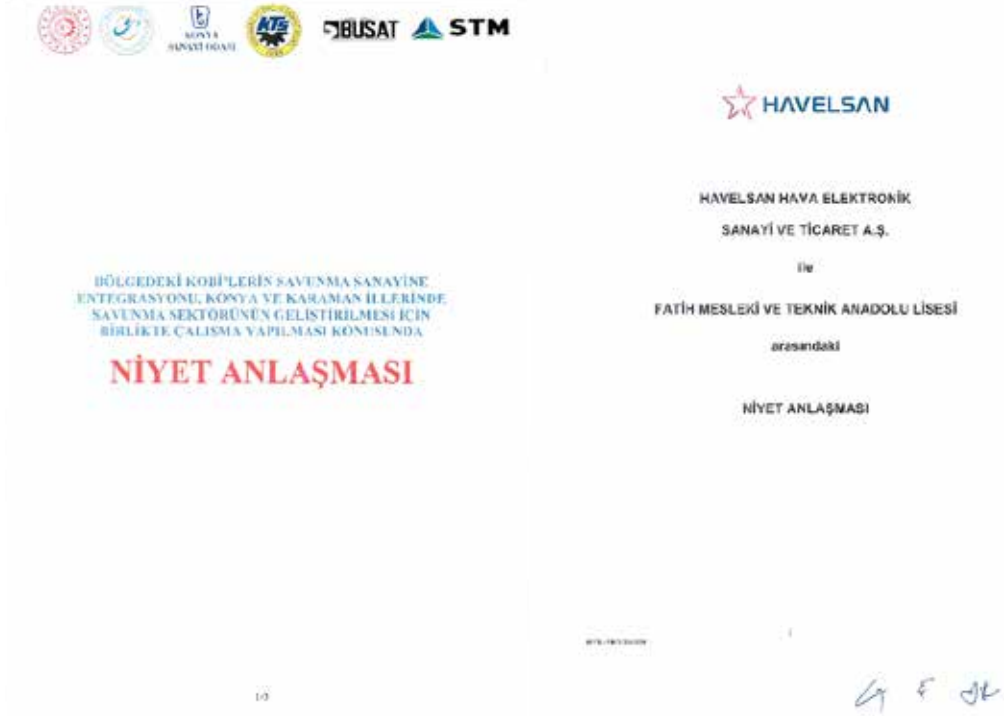 KONYA
SANAYİ ODASI
KTS
BUSAT
STM
BÖLGEDEKİ KOBİ'LERİN SAVUNMA SANAYİNE
ENTEGRASYONU, KONYA VE KARAMAN İLLERİNDE
SAVUNMA SEKTÖRÜNÜN GELİŞTİRİLMESİ İÇİN
BİRLİKTE ÇALIŞMA YAPILMASI KONUSUNDA
NİYET ANLAŞMASI
1/3
HAVELSAN
HAVELSAN HAVA ELEKTRONİK
SANAYİ VE TİCARET A.Ş.
ile
FATİH MESLEKİ VE TEKNİK ANADOLU LİSESİ
arasındaki
NİYET ANLAŞMASI